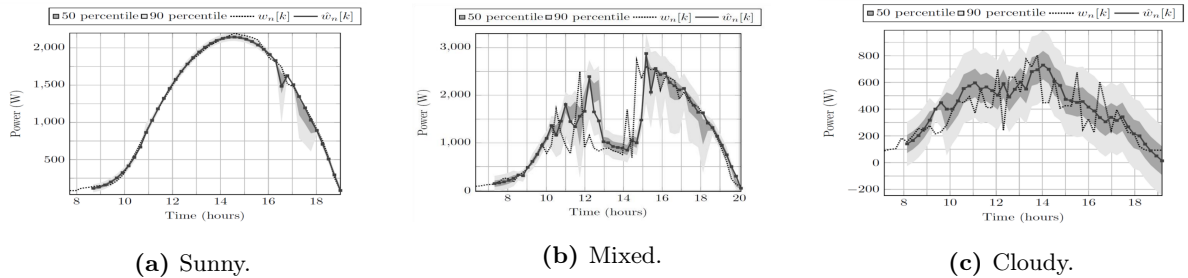 50 percentile 90 percentile w_n[k] ŵ_n[k]
2,000
1,500
1,000
500
Power (W)
8 10 12 14 16 18
Time (hours)
(a) Sunny.
50 percentile 90 percentile w_n[k] ŵ_n[k]
3,000
2,000
1,000
0
Power (W)
8 10 12 14 16 18 20
Time (hours)
(b) Mixed.
50 percentile 90 percentile w_n[k] ŵ_n[k]
800
600
400
200
0
−200
Power (W)
8 10 12 14 16 18
Time (hours)
(c) Cloudy.